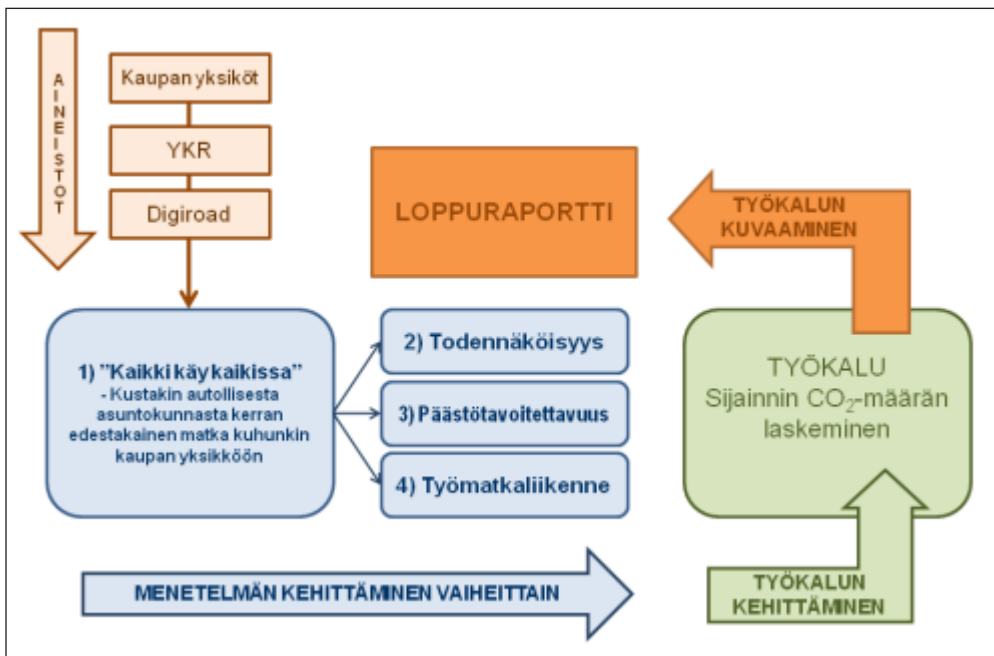 AINEISTOT
Kaupan yksiköt
YKR
Digiroad
LOPPURAPORTTI
TYÖKALUN
KUVAAMINEN
1) ”Kaikki käy kaikissa”
- Kustakin autollisesta
asuntokunnasta kerran
edestakainen matka kuhunkin
kaupan yksikköön
2) Todennäköisyys
3) Päästötavoitettavuus
4) Työmatkaliikenne
TYÖKALU
Sijainnin CO₂-määrän
laskeminen
MENETELMÄN KEHITTÄMINEN VAIHEITTAIN
TYÖKALUN
KEHITTÄMINEN